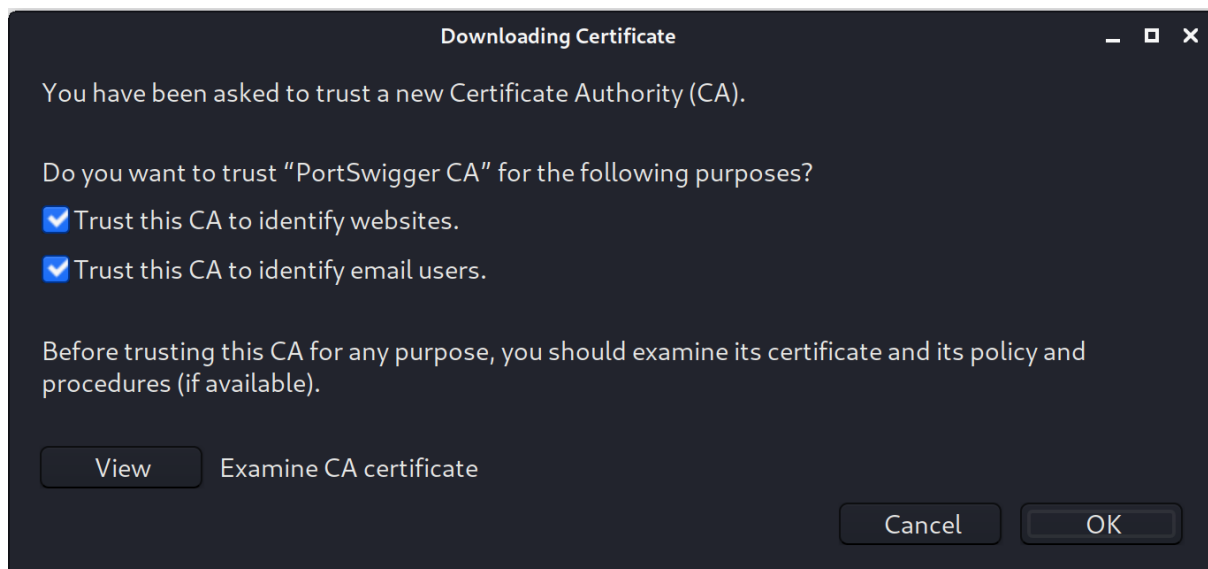 Downloading Certificate
You have been asked to trust a new Certificate Authority (CA).
Do you want to trust “PortSwigger CA” for the following purposes?
Trust this CA to identify websites.
Trust this CA to identify email users.
Before trusting this CA for any purpose, you should examine its certificate and its policy and
procedures (if available).
View Examine CA certificate
Cancel OK